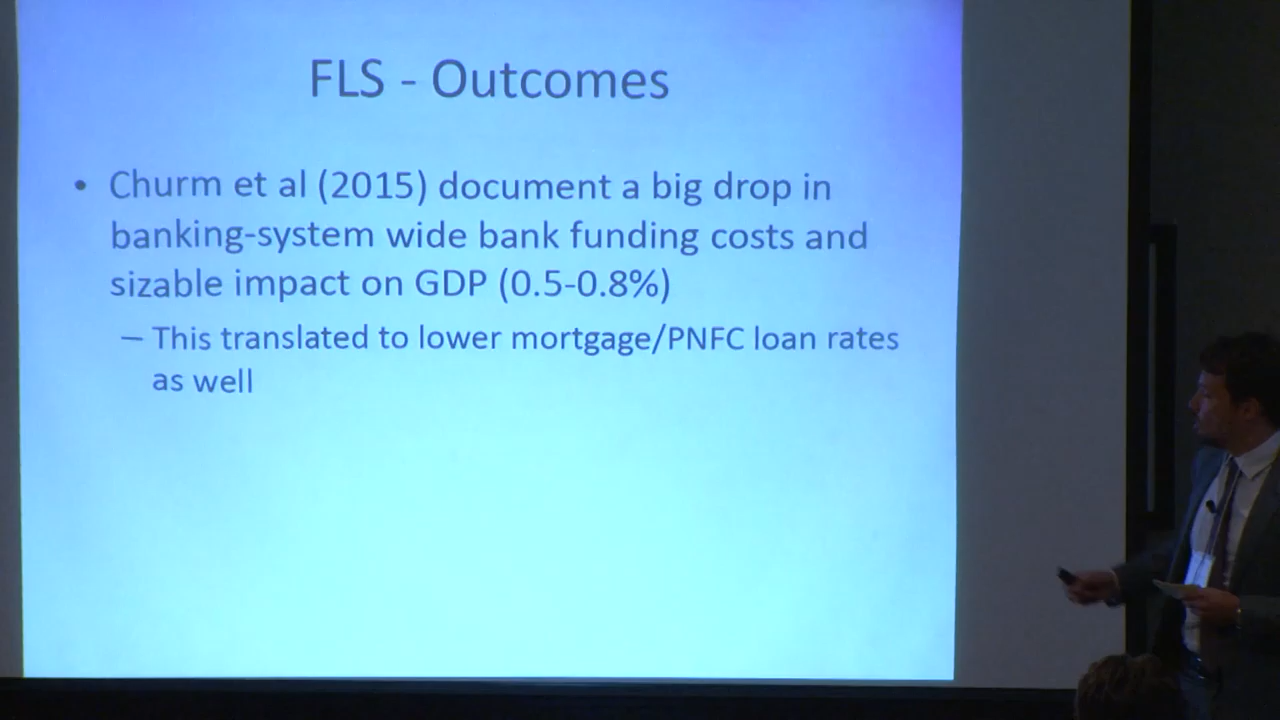 FLS - Outcomes
• Churm et al (2015) document a big drop in
banking-system wide bank funding costs and
sizable impact on GDP (0.5-0.8%)
– This translated to lower mortgage/PNFC loan rates
as well